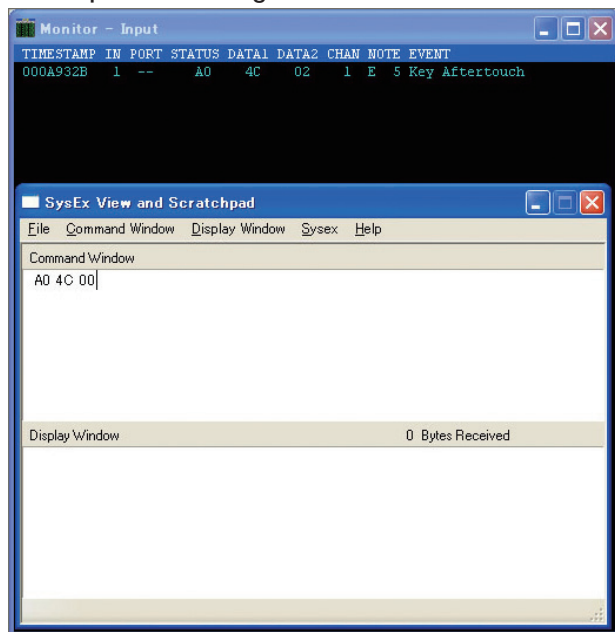 Monitor - Input
TIMESTAMP IN PORT STATUS DATA1 DATA2 CHAN NOTE EVENT
000A932B 1 -- A0 4C 02 1 E 5 Key Aftertouch
SysEx View and Scratchpad
File Command Window Display Window Sysex Help
Command Window
A0 4C 00
Display Window 0 Bytes Received